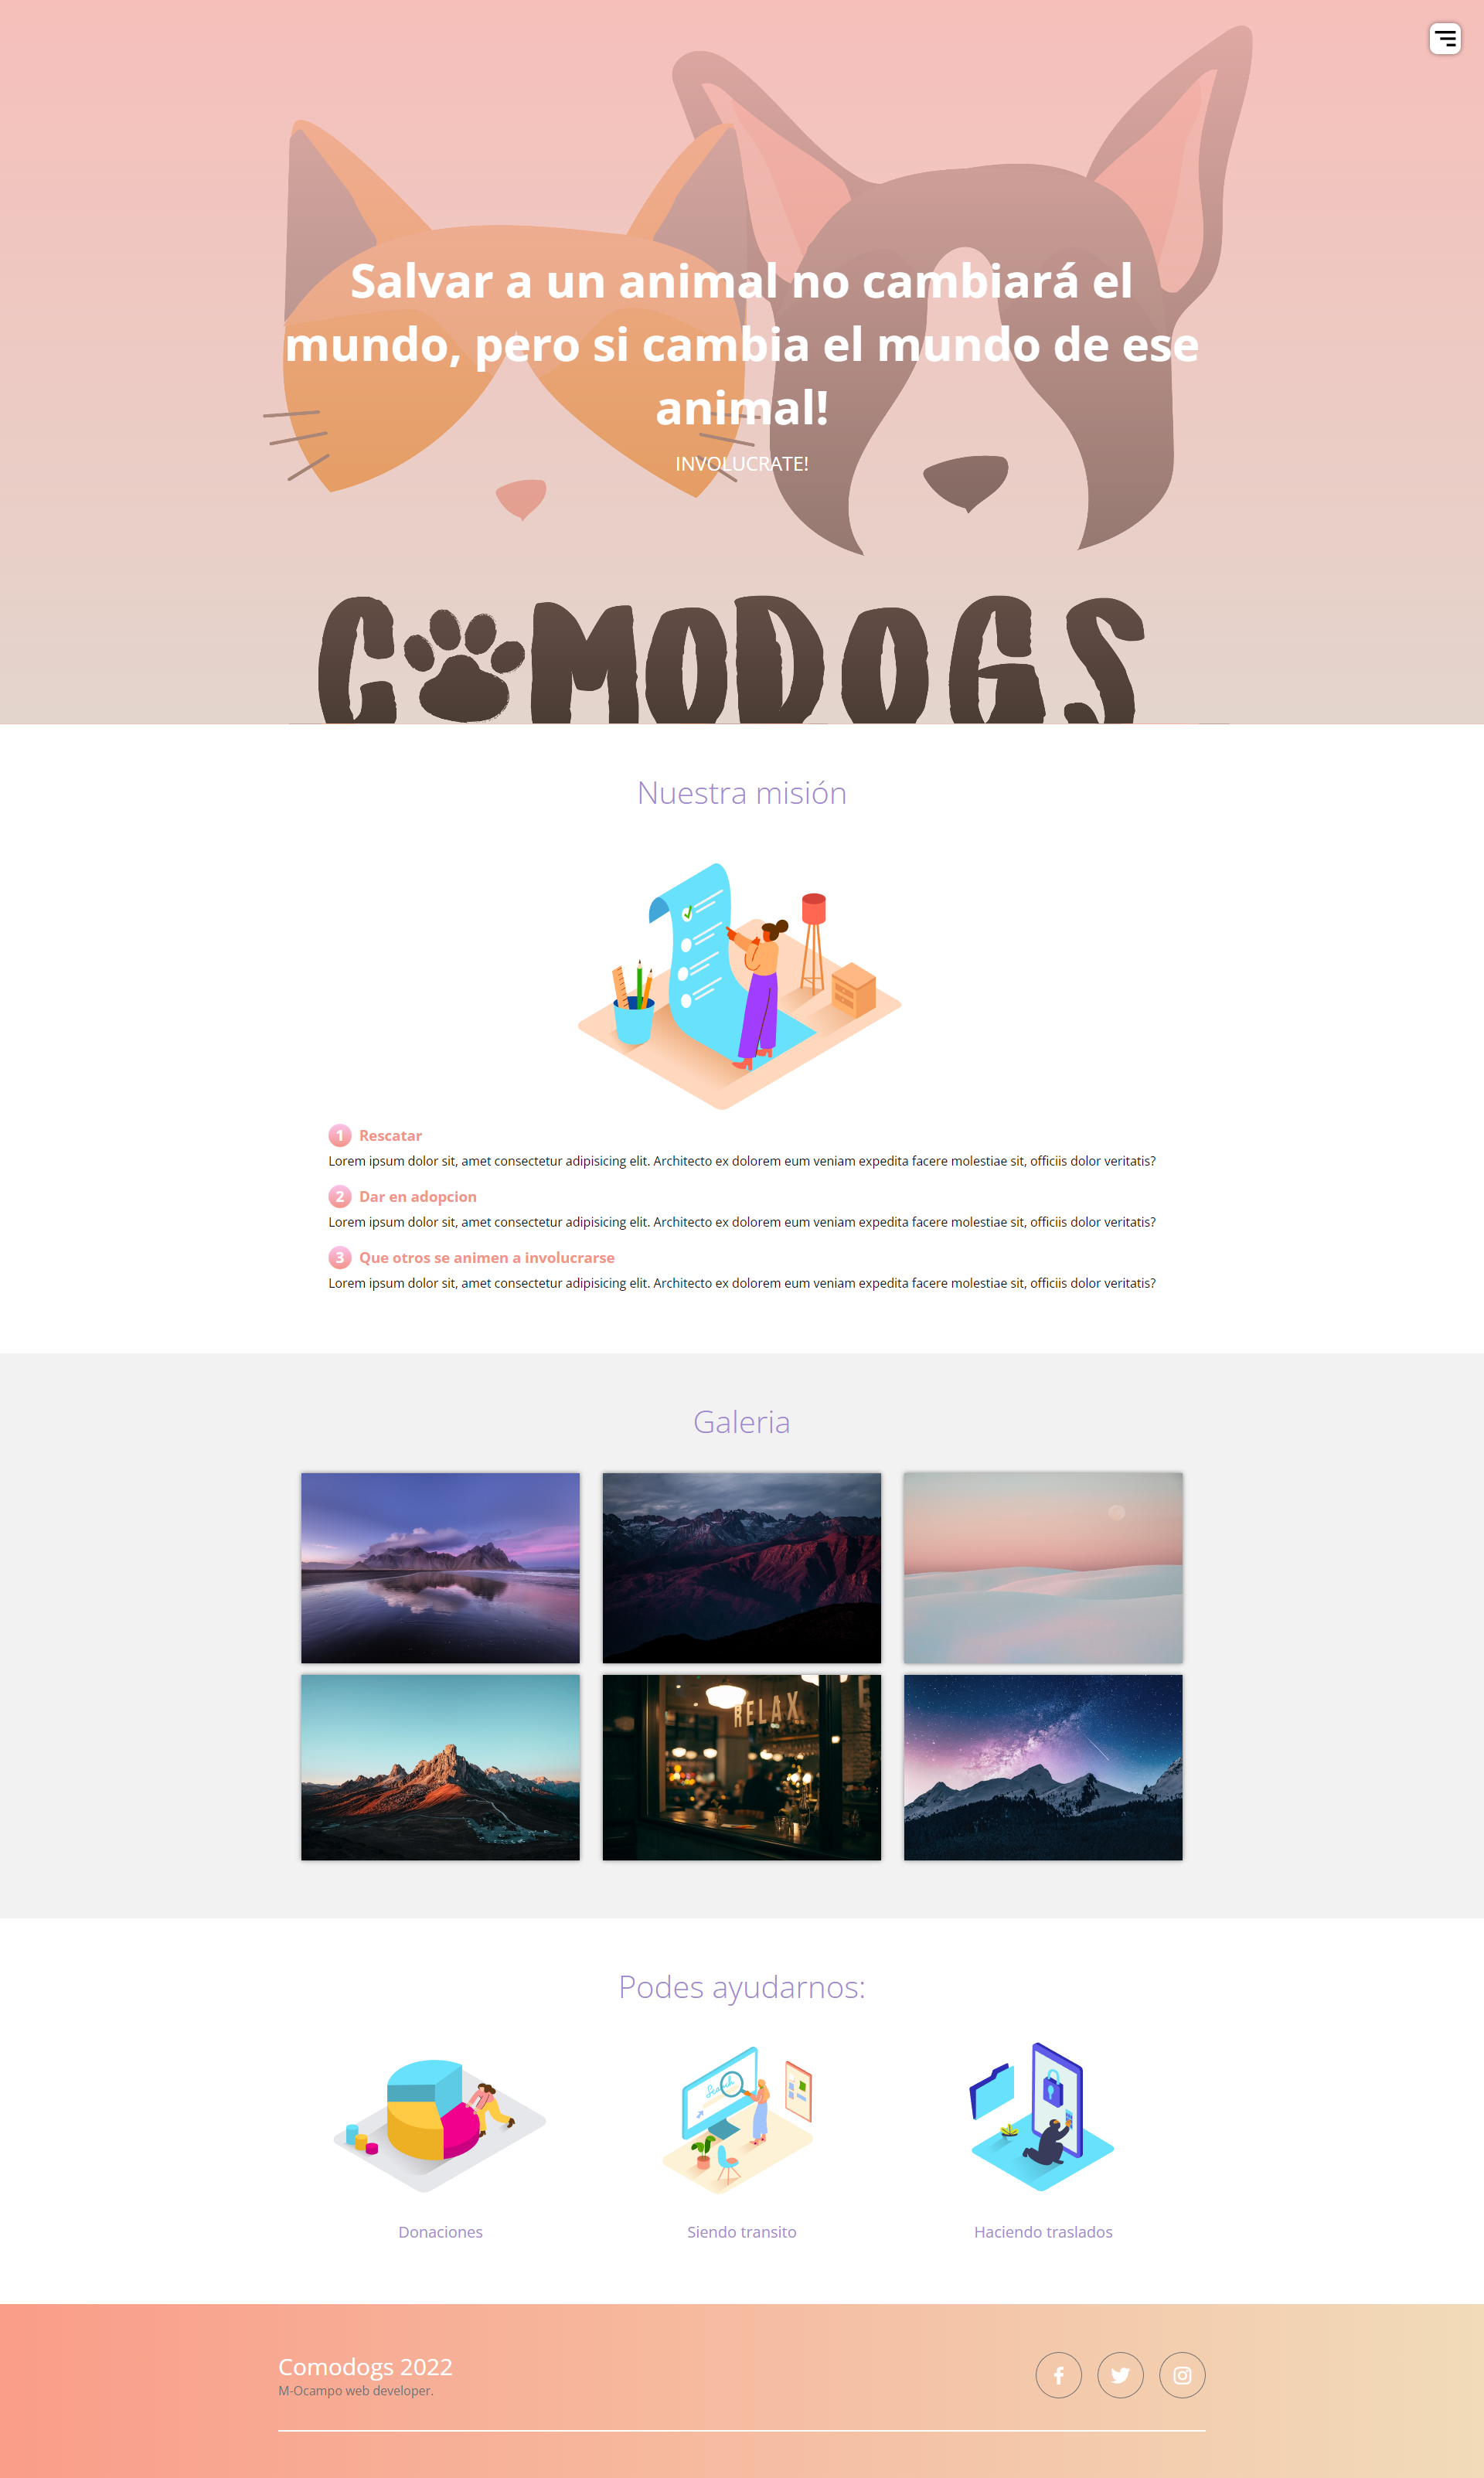 Salvar a un animal no cambiará el
mundo, pero si cambia el mundo de ese
animal!
INVOLUCRATE!
COMODOGS
Nuestra misión
1 Rescatar
Lorem ipsum dolor sit, amet consectetur adipisicing elit. Architecto ex dolorem eum veniam expedita facere molestiae sit, officiis dolor veritatis?
2 Dar en adopcion
Lorem ipsum dolor sit, amet consectetur adipisicing elit. Architecto ex dolorem eum veniam expedita facere molestiae sit, officiis dolor veritatis?
3 Que otros se animen a involucrarse
Lorem ipsum dolor sit, amet consectetur adipisicing elit. Architecto ex dolorem eum veniam expedita facere molestiae sit, officiis dolor veritatis?
Galeria
RELAX E
Podes ayudarnos:
Search
Donaciones
Siendo transito
Haciendo traslados
Comodogs 2022
M-Ocampo web developer.